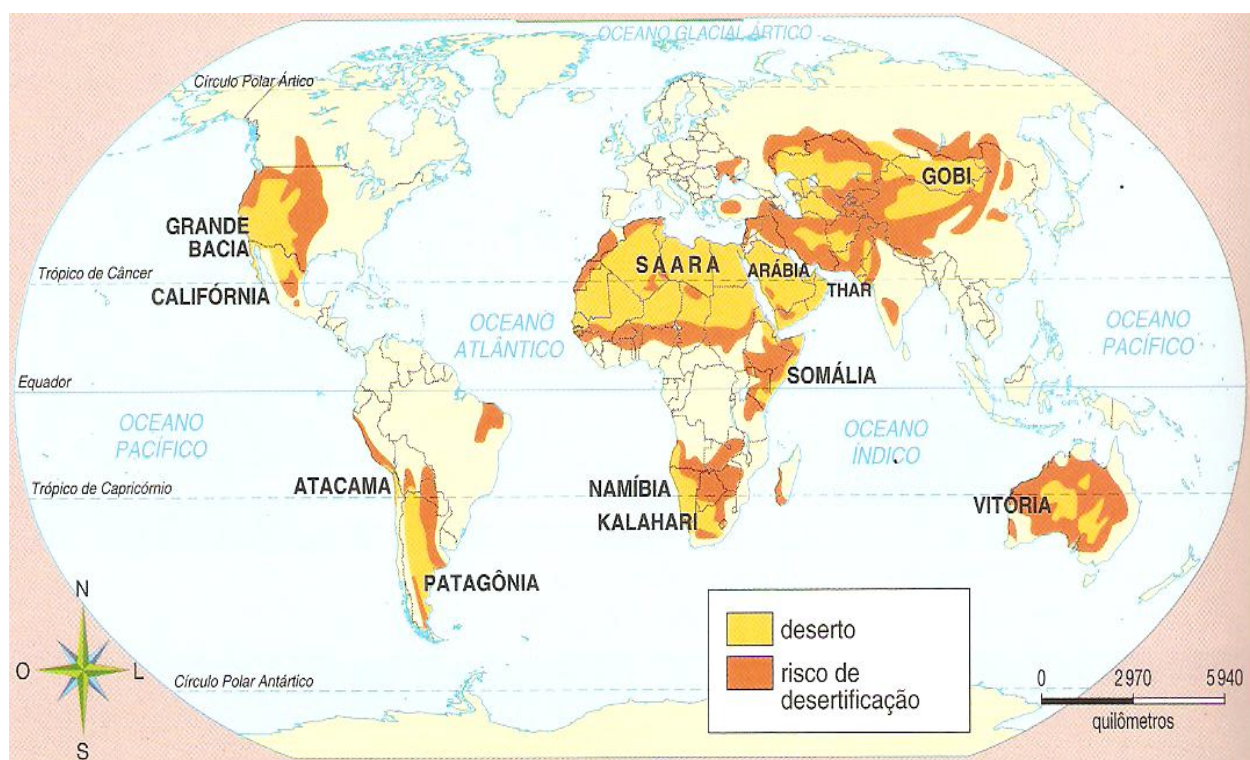 OCEANO GLACIAL ÁRTICO
Círculo Polar Ártico
GOBI
GRANDE
BACIA
SAARA
ARÁBIA
Trópico de Câncer
THAR
CALIFÓRNIA
OCEANO
ATLÂNTICO
OCEANO
PACÍFICO
SOMÁLIA
Equador
OCEANO
PACÍFICO
OCEANO
ÍNDICO
ATACAMA
Trópico de Capricórnio
NAMÍBIA
KALAHARI
VITÓRIA
PATAGÔNIA
N
O
L
S
Círculo Polar Antártico
deserto
risco de
desertificação
0 2970 5940
quilômetros